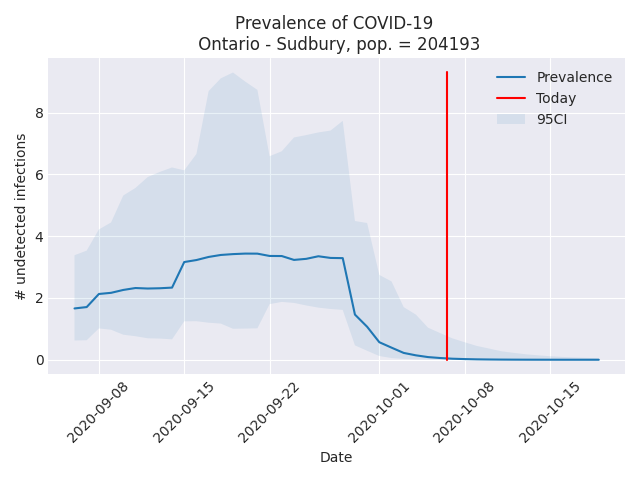 Prevalence of COVID-19
Ontario - Sudbury, pop. = 204193
# undetected infections
8
6
4
2
0
Prevalence
Today
95CI
2020-09-08
2020-09-15
2020-09-22
2020-10-01
2020-10-08
2020-10-15
Date